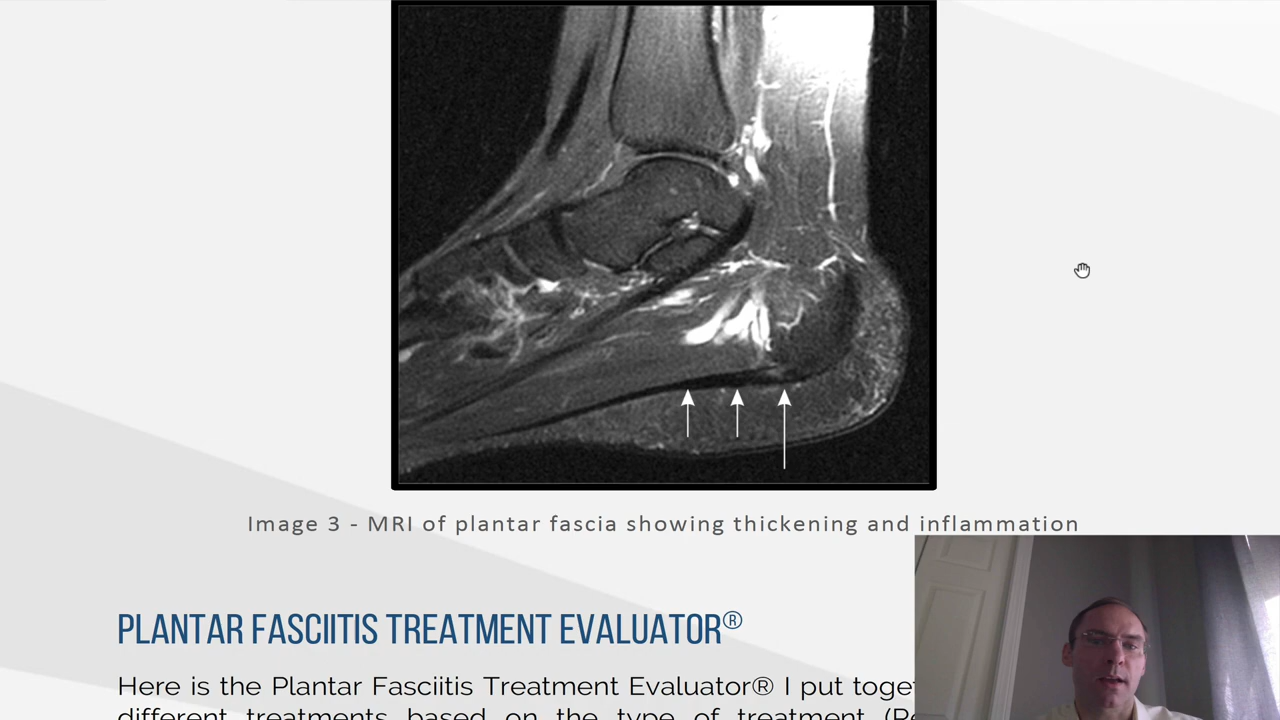 Image 3 - MRI of plantar fascia showing thickening and inflammation
PLANTAR FASCIITIS TREATMENT EVALUATOR®
Here is the Plantar Fasciitis Treatment Evaluator® I put
different treatments based on the type of treatment